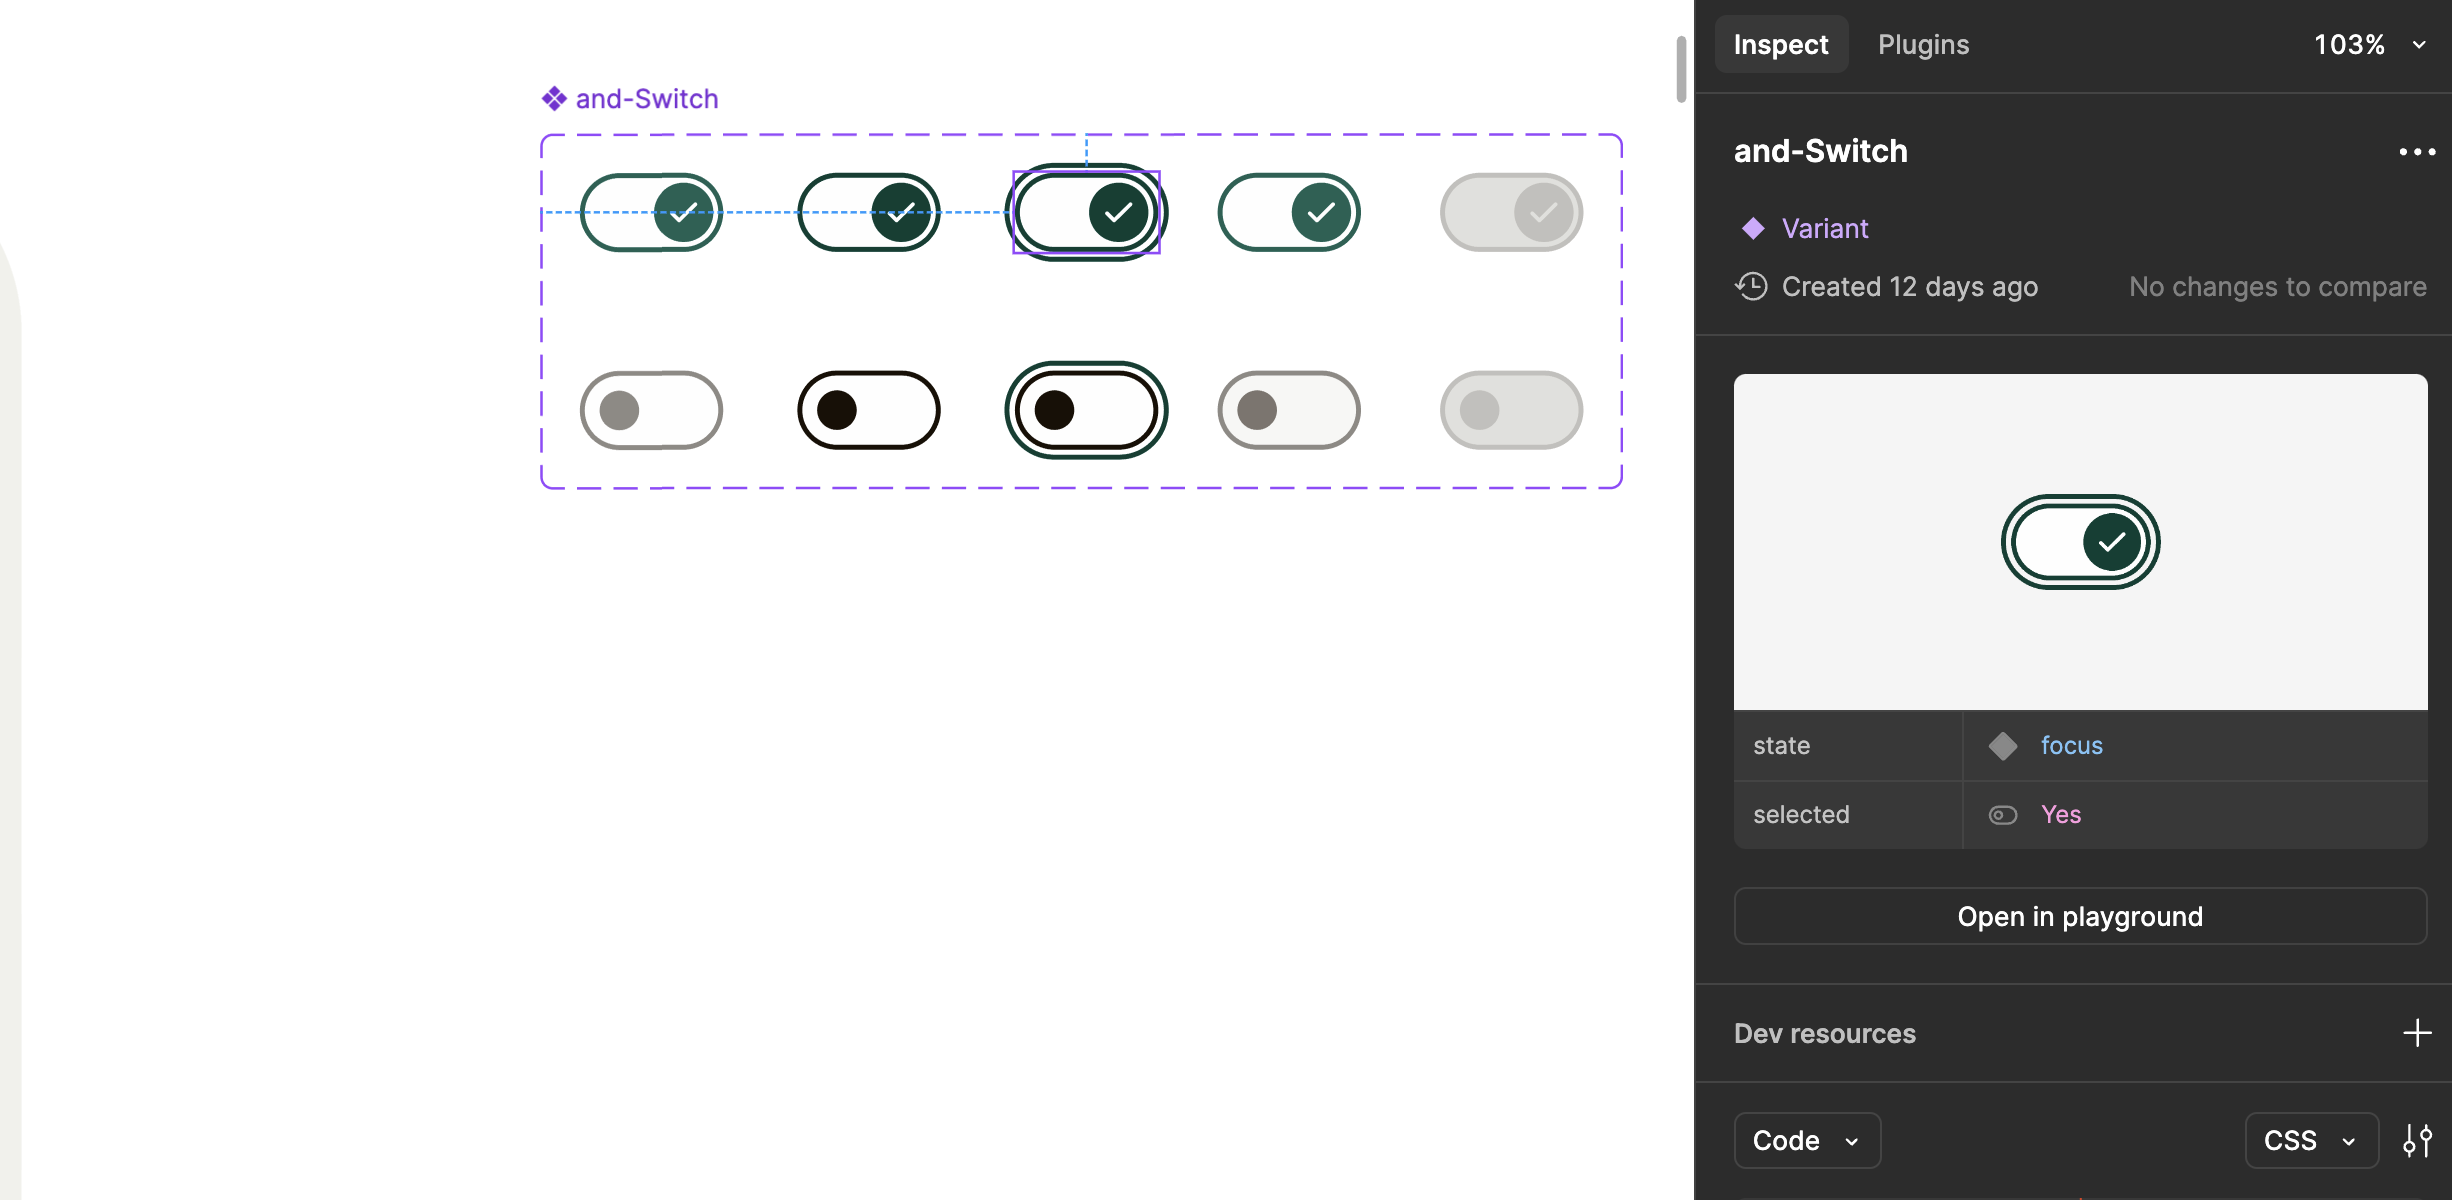 Inspect Plugins 103%
and-Switch
and-Switch
Variant
Created 12 days ago No changes to compare
state focus
selected Yes
Open in playground
Dev resources
Code CSS